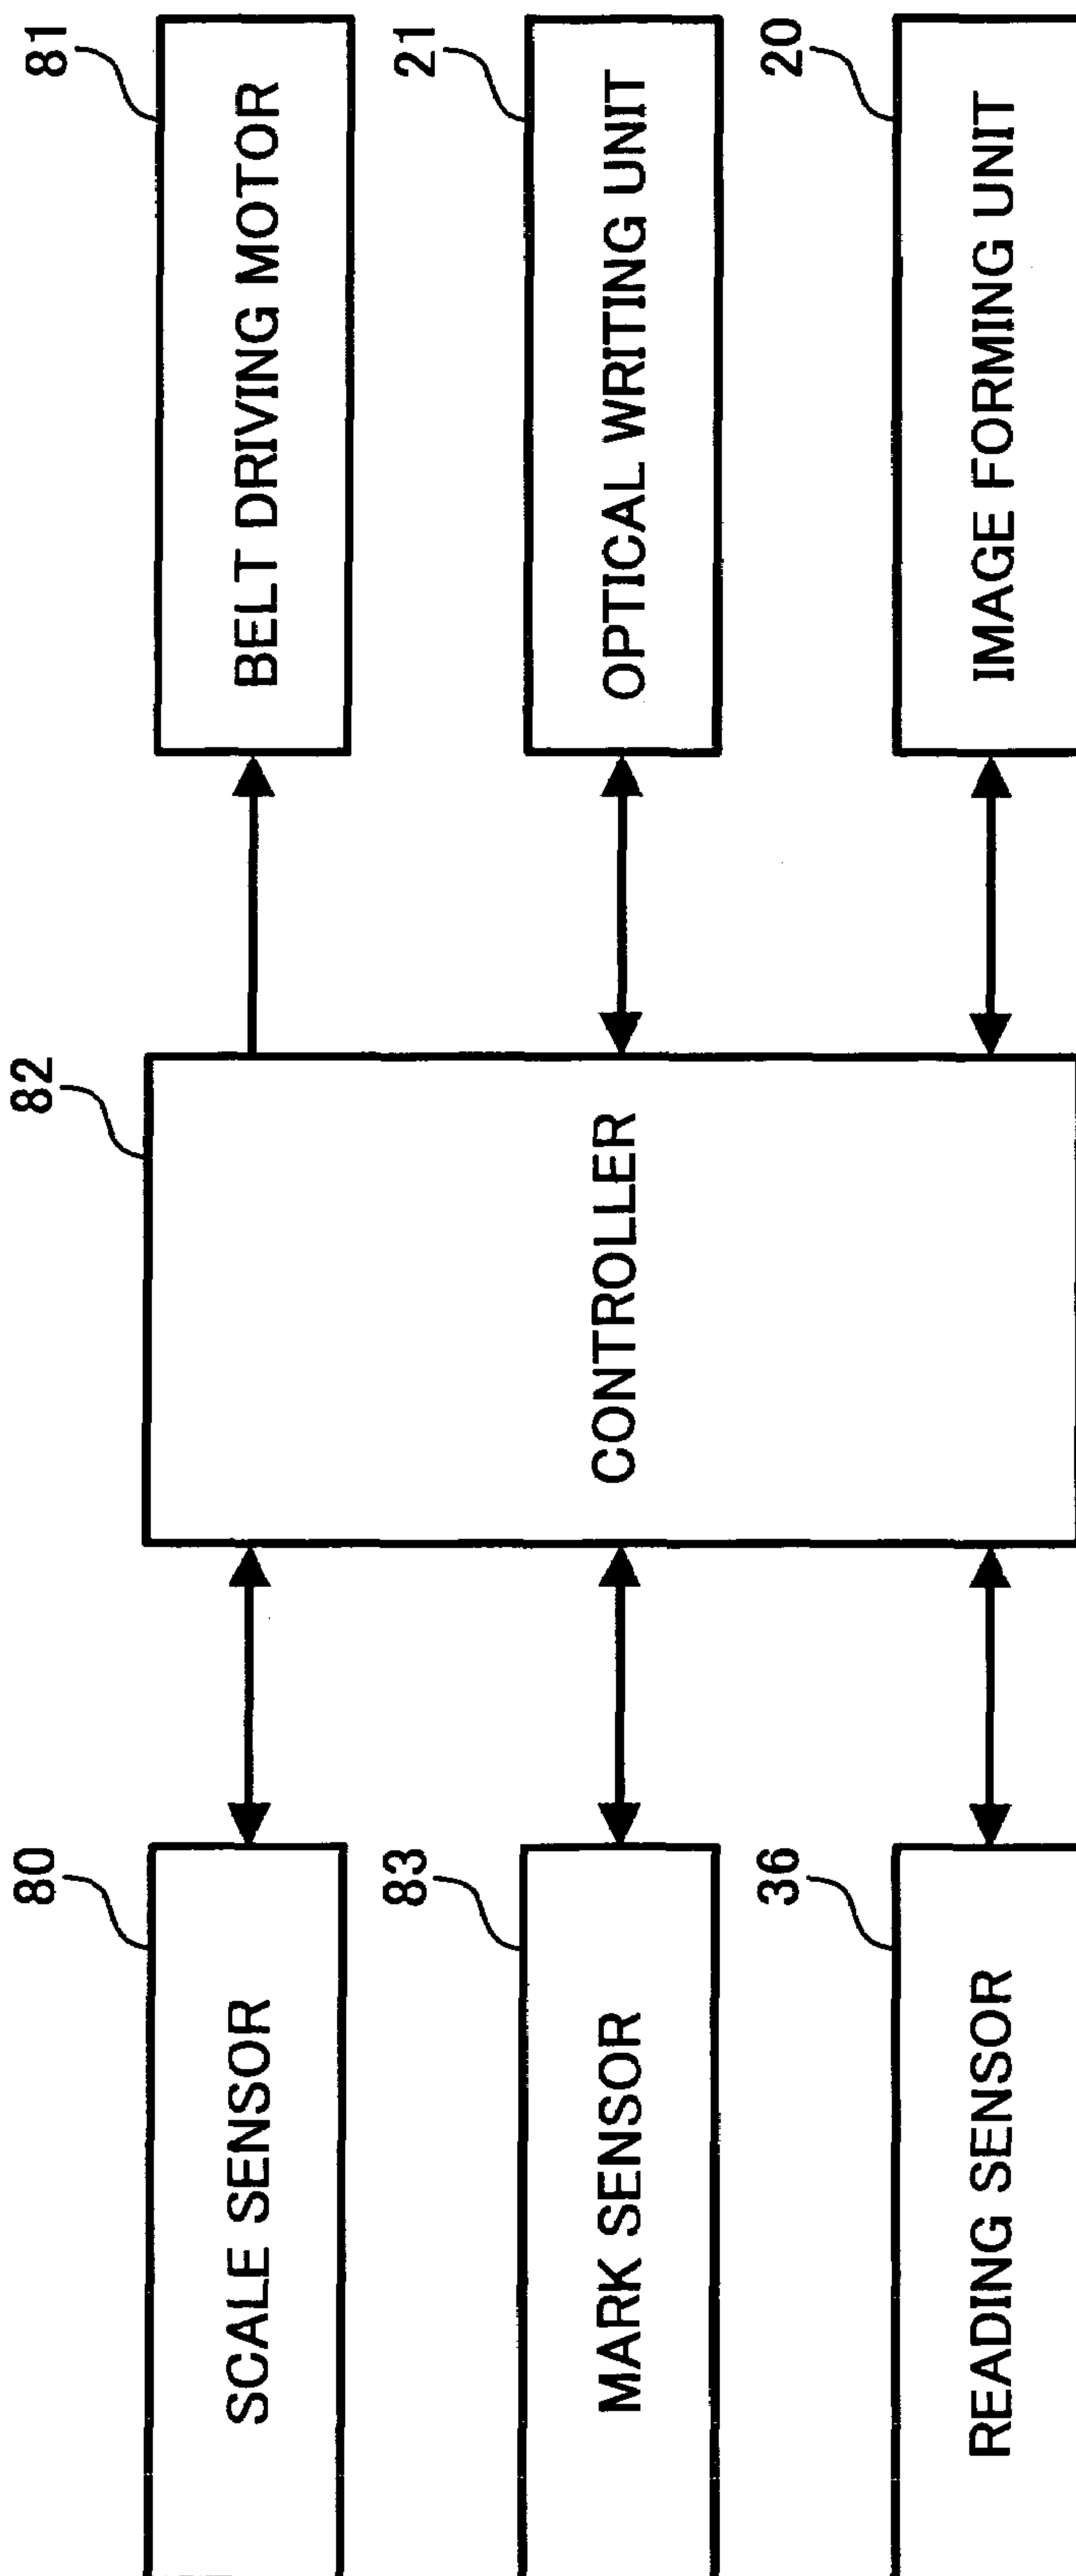 80
SCALE SENSOR
83
MARK SENSOR
36
READING SENSOR
82
CONTROLLER
81
BELT DRIVING MOTOR
21
OPTICAL WRITING UNIT
20
IMAGE FORMING UNIT